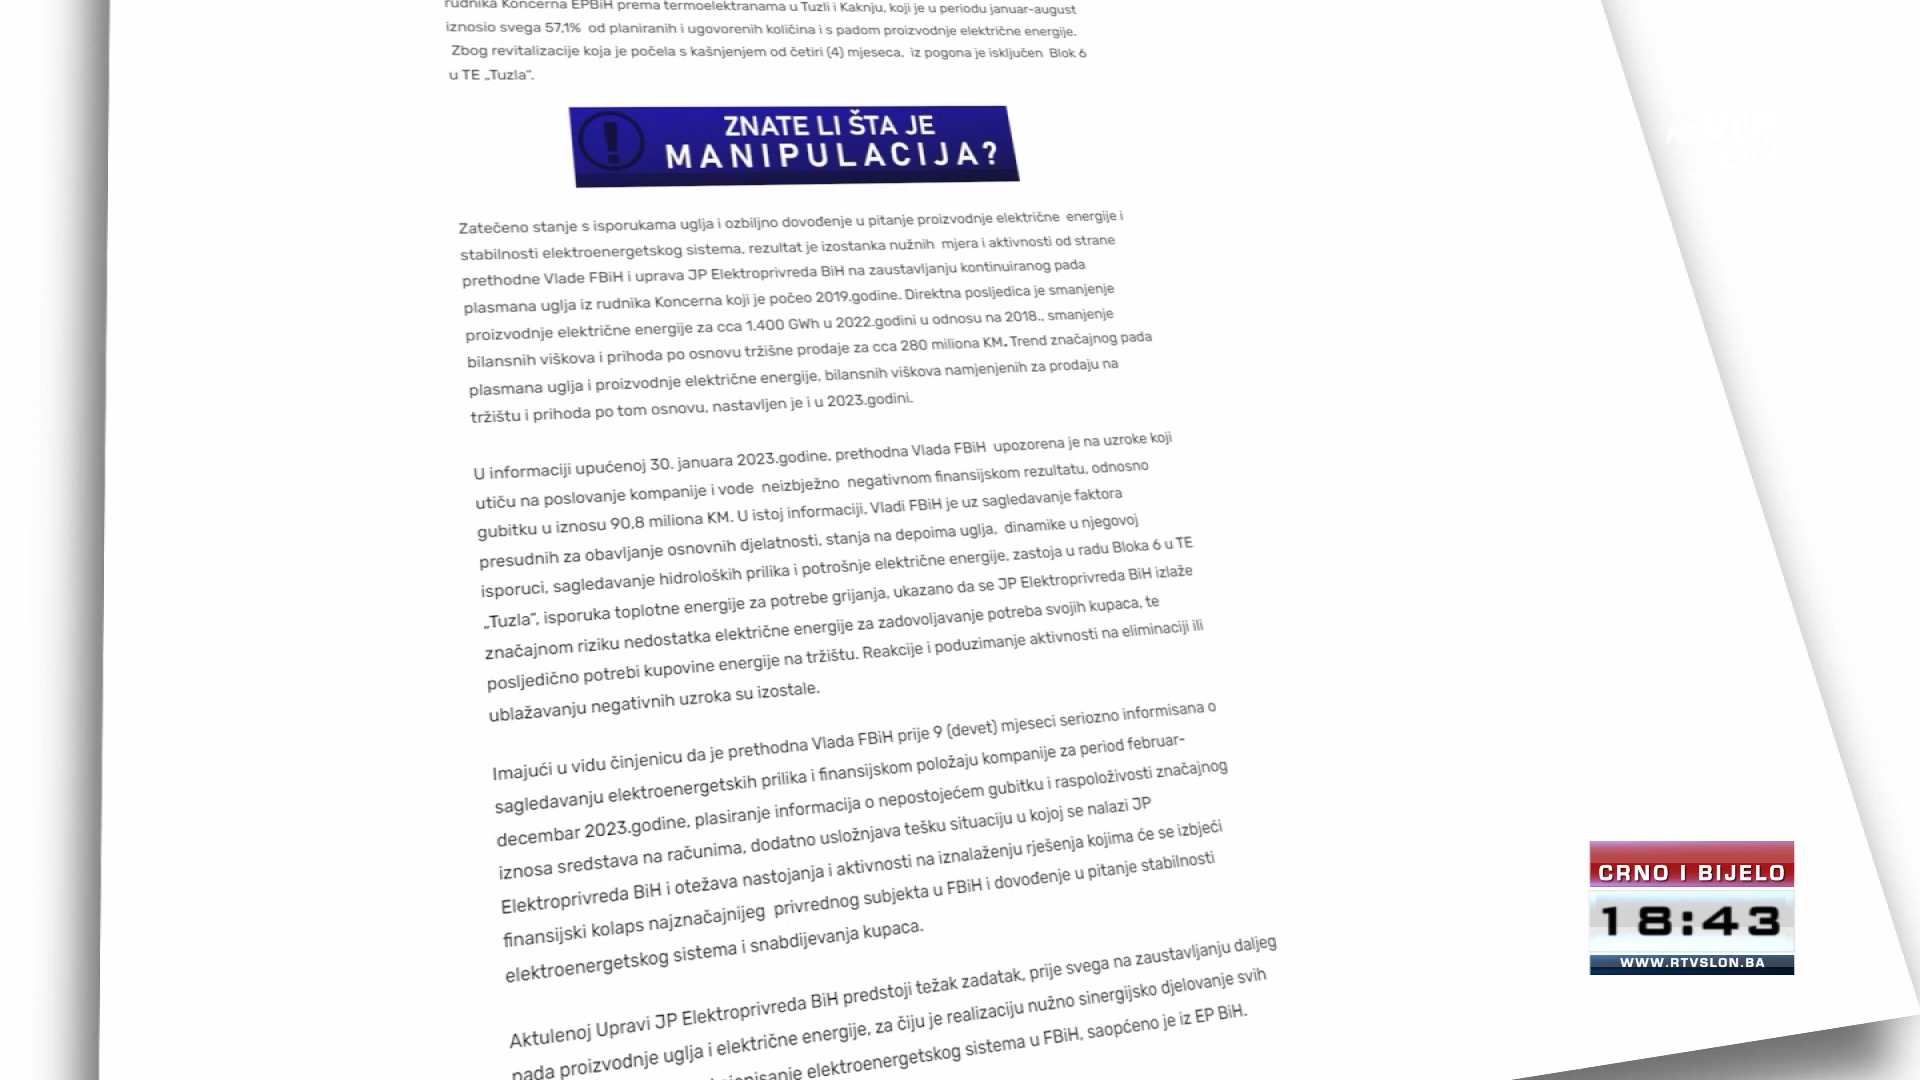 rudnika Koncerna EPBiH prema termoelektranama u Tuzli i Kaknju, koji je u periodu januar-august
iznosio svega 57,1% od planiranih i ugovorenih količina i s padom proizvodnje električne energije.
Zbog revitalizacije koja je počela s kašnjenjem od četiri (4) mjeseca, iz pogona je isključen Blok 6
u TE „Tuzla“.
ZNATE LI ŠTA JE
MANIPULACIJA?
Zatečeno stanje s isporukama uglja i ozbiljno dovođenje u pitanje proizvodnje električne energije i
stabilnosti elektroenergetskog sistema, rezultat je izostanka nužnih mjera i aktivnosti od strane
prethodne Vlade FBiH i uprava JP Elektroprivreda BiH na zaustavljanju kontinuiranog pada
plasmana uglja iz rudnika Koncerna koji je počeo 2019.godine. Direktna posljedica je smanjenje
proizvodnje električne energije za cca 1.400 GWh u 2022.godini u odnosu na 2018., smanjenje
bilansnih viškova i prihoda po osnovu tržišne prodaje za cca 280 miliona KM. Trend značajnog pada
plasmana uglja i proizvodnje električne energije, bilansnih viškova namjenjenih za prodaju na
tržištu i prihoda po tom osnovu, nastavljen je i u 2023.godini.
U informaciji upućenoj 30. januara 2023.godine, prethodna Vlada FBiH upozorena je na uzroke koji
utiču na poslovanje kompanije i vode neizbježno negativnom finansijskom rezultatu, odnosno
gubitku u iznosu 90,8 miliona KM. U istoj informaciji, Vladi FBiH je uz sagledavanje faktora
presudnih za obavljanje osnovnih djelatnosti, stanja na depoima uglja, dinamike u njegovoj
isporuci, sagledavanje hidroloških prilika i potrošnje električne energije, zastoja u radu Bloka 6 u TE
„Tuzla“, isporuka toplotne energije za potrebe grijanja, ukazano da se JP Elektroprivreda BiH izlaže
značajnom riziku nedostatka električne energije za zadovoljavanje potreba svojih kupaca, te
posljedično potrebi kupovine energije na tržištu. Reakcije i poduzimanje aktivnosti na eliminaciji ili
ublažavanju negativnih uzroka su izostale.
Imajući u vidu činjenicu da je prethodna Vlada FBiH prije 9 (devet) mjeseci seriozno informisana o
sagledavanju elektroenergetskih prilika i finansijskom položaju kompanije za period februar-
decembar 2023.godine, plasiranje informacija o nepostojećem gubitku i raspoloživosti značajnog
iznosa sredstava na računima, dodatno usložnjava tešku situaciju u kojoj se nalazi JP
Elektroprivreda BiH i otežava nastojanja i aktivnosti na iznalaženju rješenja kojima će se izbjeći
finansijski kolaps najznačajnijeg privrednog subjekta u FBiH i dovođenje u pitanje stabilnosti
elektroenergetskog sistema i snabdijevanja kupaca.
Aktulenoj Upravi JP Elektroprivreda BiH predstoji težak zadatak, prije svega na zaustavljanju daljeg
pada proizvodnje uglja i električne energije, za čiju je realizaciju nužno sinergijsko djelovanje svih
elektroenergetskog sistema u FBiH, saopćeno je iz EP BiH.
CRNO I BIJELO
18:43
WWW.RTVSLON.BA